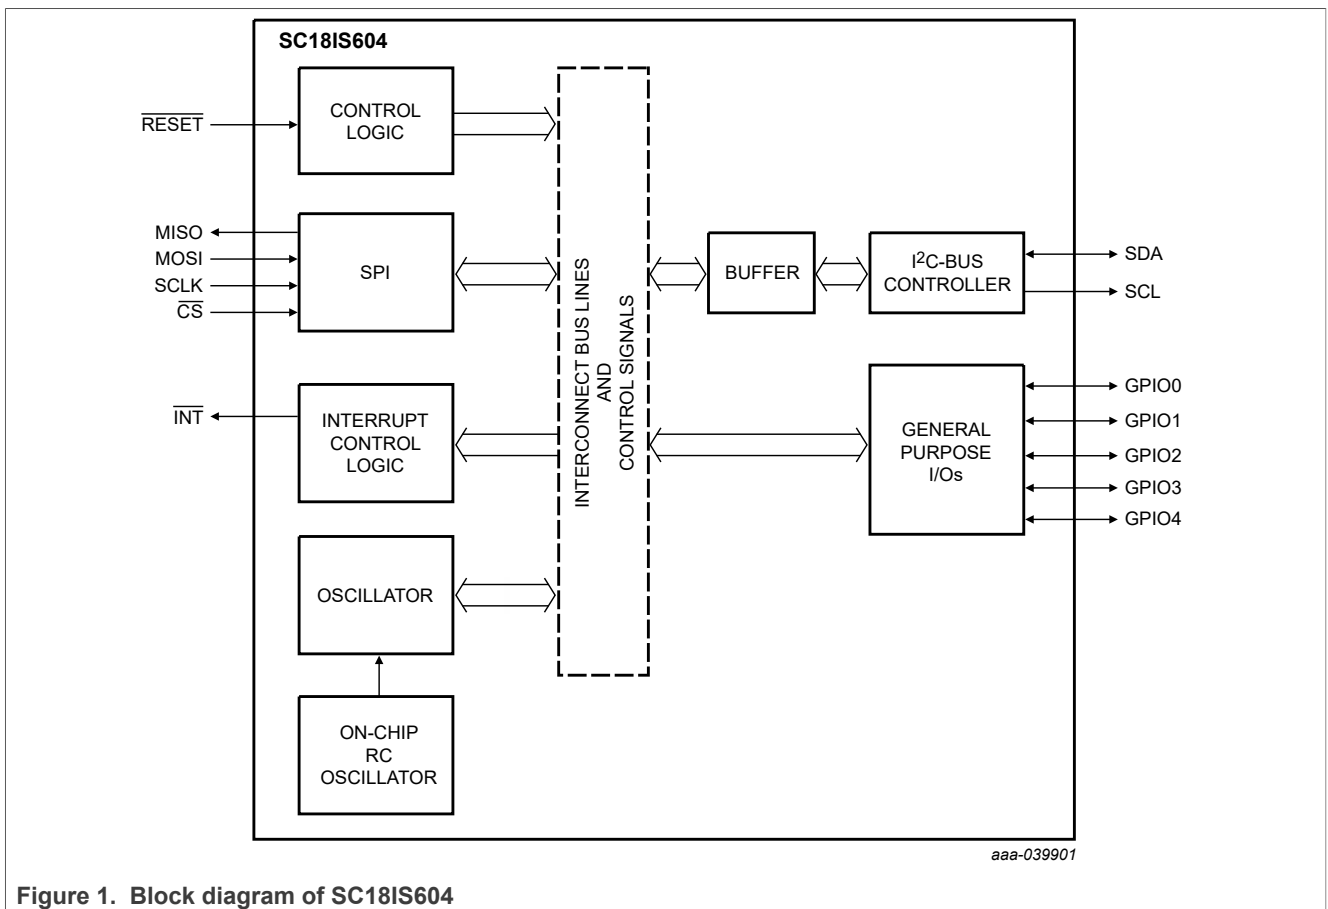 SC18IS604
CONTROL
LOGIC
RESET
MISO
MOSI
SCLK
CS
SPI
INT
INTERRUPT
CONTROL
LOGIC
OSCILLATOR
ON-CHIP
RC
OSCILLATOR
INTERCONNECT BUS LINES
AND
CONTROL SIGNALS
BUFFER
I²C-BUS
CONTROLLER
SDA
SCL
GENERAL
PURPOSE
I/Os
GPIO0
GPIO1
GPIO2
GPIO3
GPIO4
aaa-039901
Figure 1. Block diagram of SC18IS604